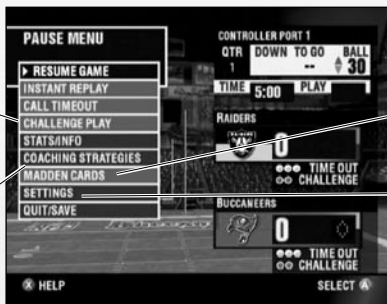 PAUSE MENU
RESUME GAME
INSTANT REPLAY
CALL TIMEOUT
CHALLENGE PLAY
STATS/INFO
COACHING STRATEGIES
MADDEN CARDS
SETTINGS
QUIT/SAVE
CONTROLLER PORT 1
QTR DOWN TO GO BALL
1 -- 30
TIME 5:00 PLAY
RAIDERS
0
TIME OUT
CHALLENGE
BUCCANEERS
0
TIME OUT
CHALLENGE
X HELP
SELECT A